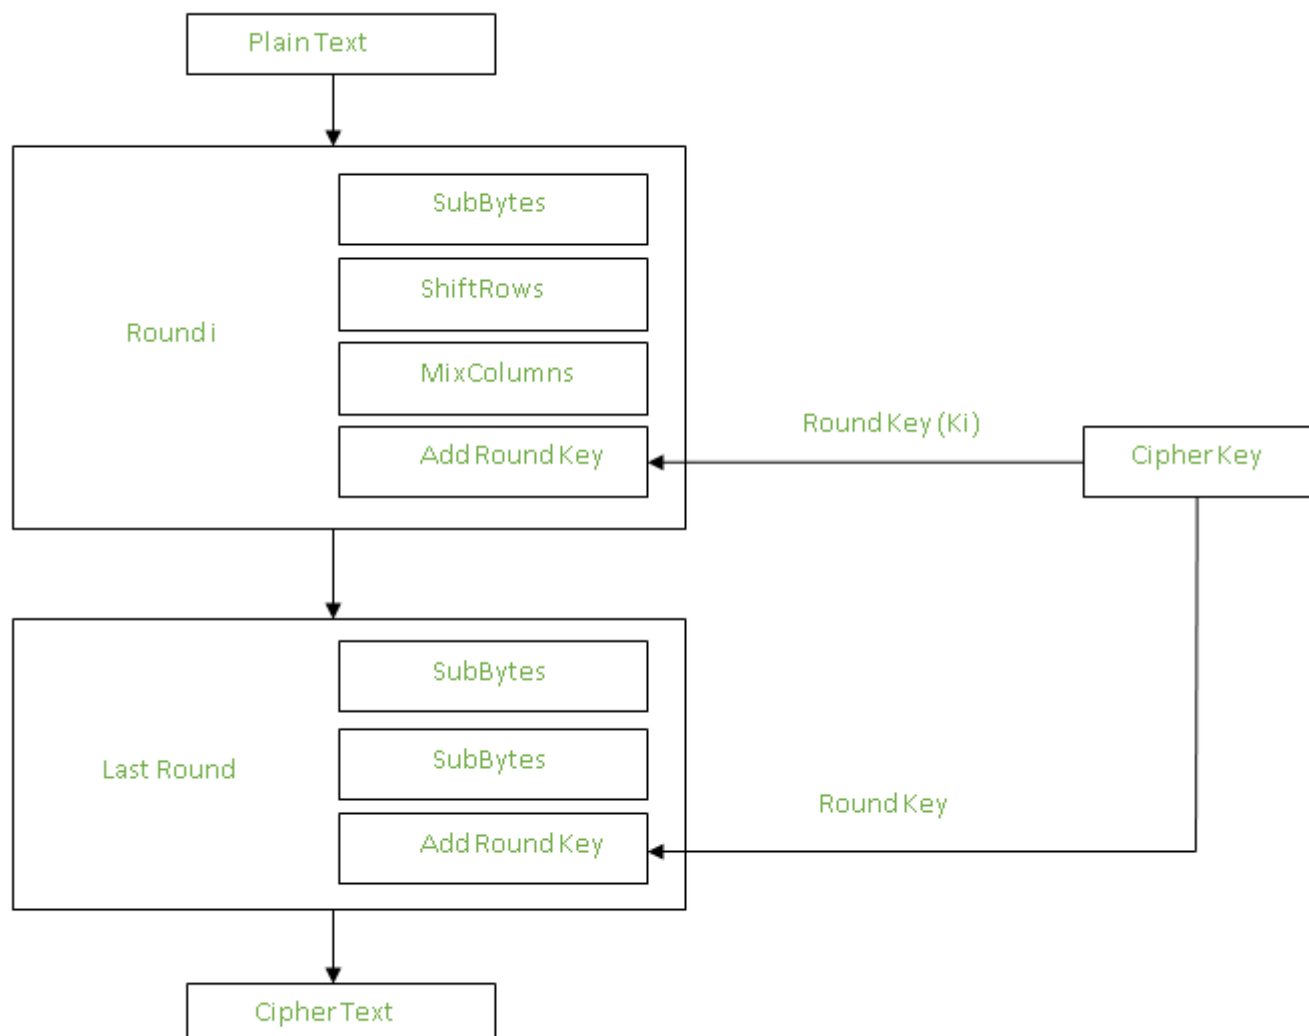 Plain Text
SubBytes
ShiftRows
Round i
MixColumns
Round Key (Ki)
Add Round Key
Cipher Key
SubBytes
SubBytes
Last Round
Round Key
Add Round Key
Cipher Text